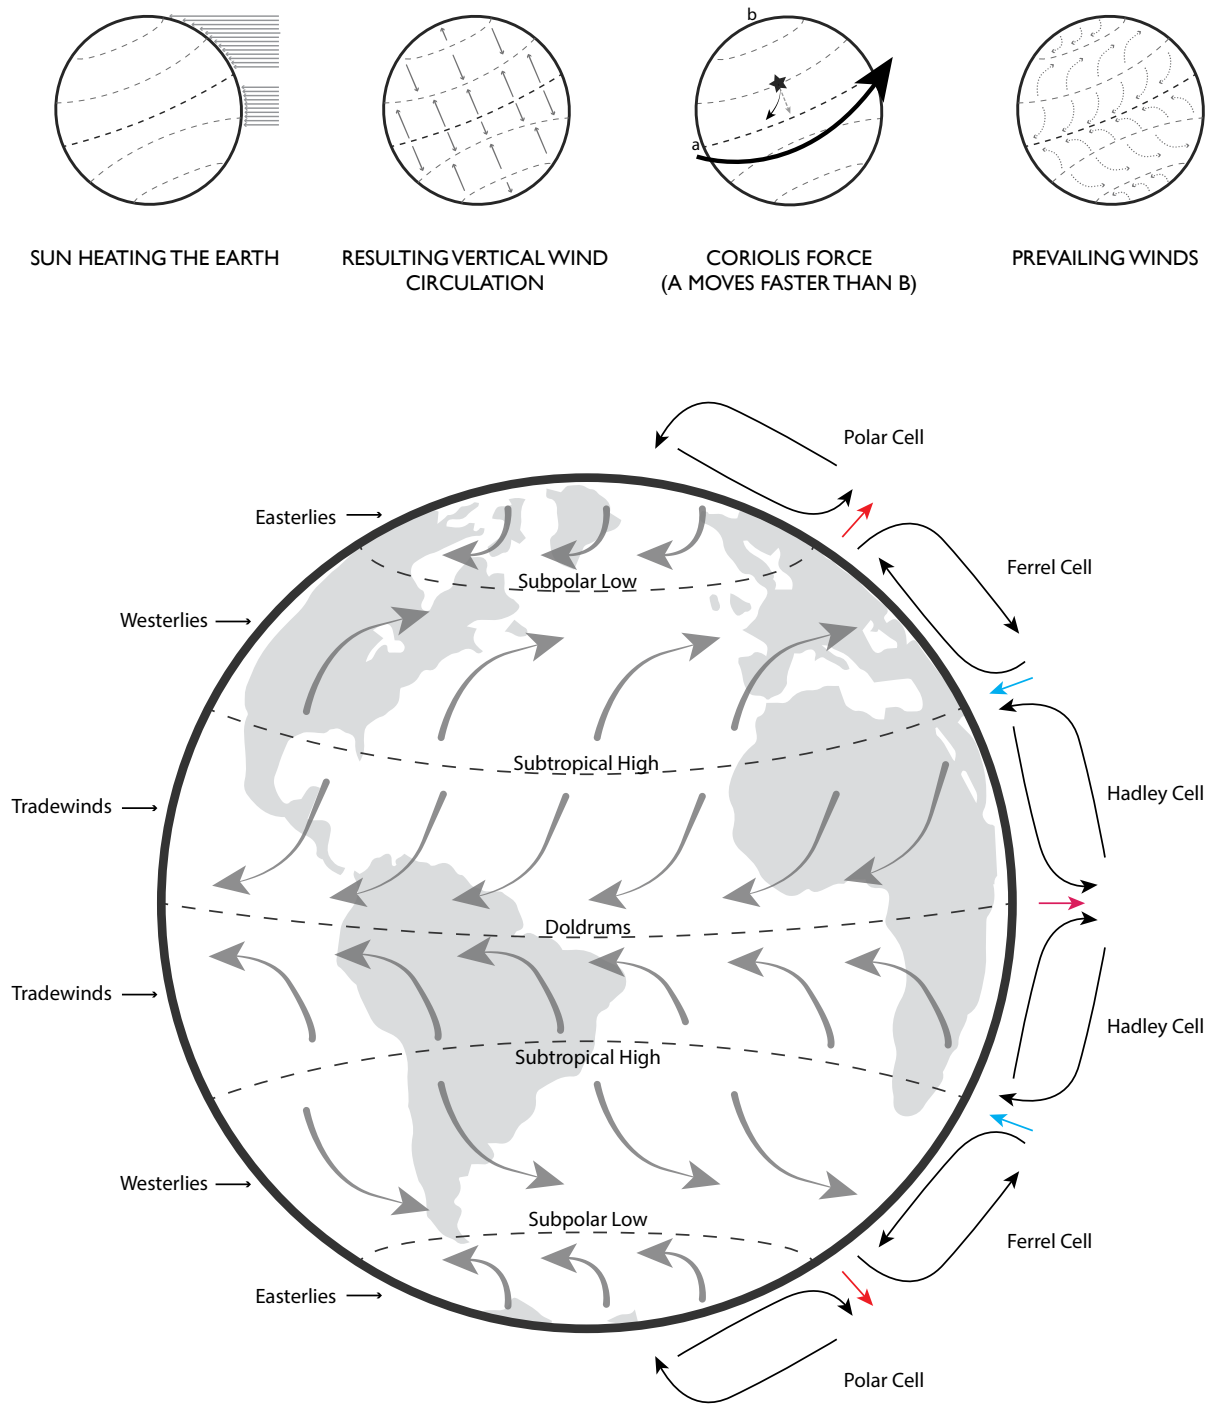 b
a
SUN HEATING THE EARTH
RESULTING VERTICAL WIND
CIRCULATION
CORIOLIS FORCE
(A MOVES FASTER THAN B)
PREVAILING WINDS
Polar Cell
Easterlies
Ferrel Cell
Subpolar Low
Westerlies
Subtropical High
Hadley Cell
Tradewinds
Doldrums
Tradewinds
Hadley Cell
Subtropical High
Westerlies
Subpolar Low
Ferrel Cell
Easterlies
Polar Cell